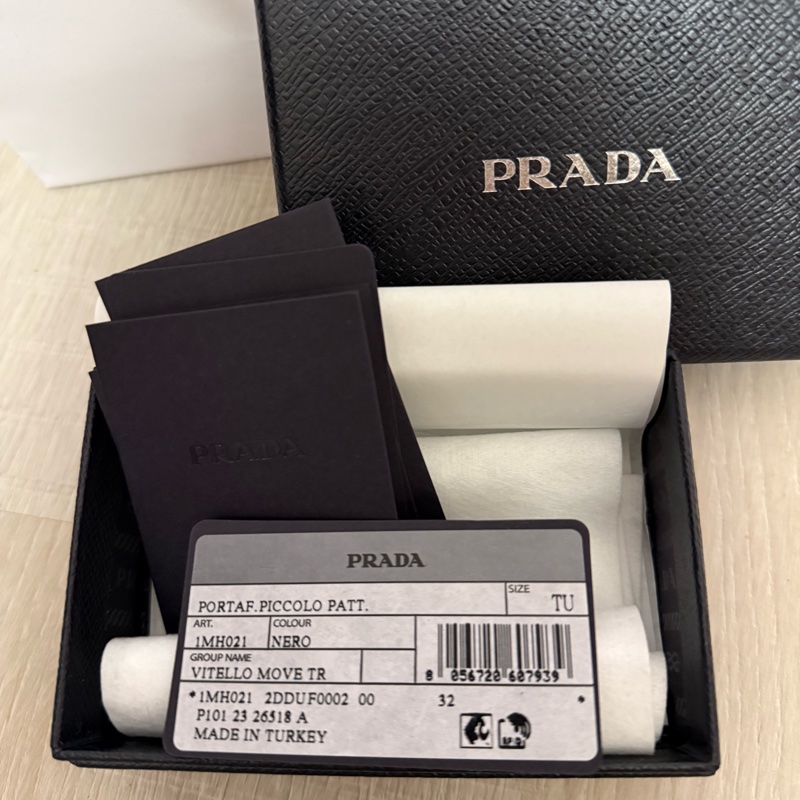 PRADA
PRADA
PRADA
PORTAF.PICCOLO PATT.
SIZE
TU
ART.
1MH021
COLOUR
NERO
GROUP NAME
VITELLO MOVE TR
8 056720 607939
*1MH021 2DDUF0002 00 32 *
P101 23 26518 A
MADE IN TURKEY